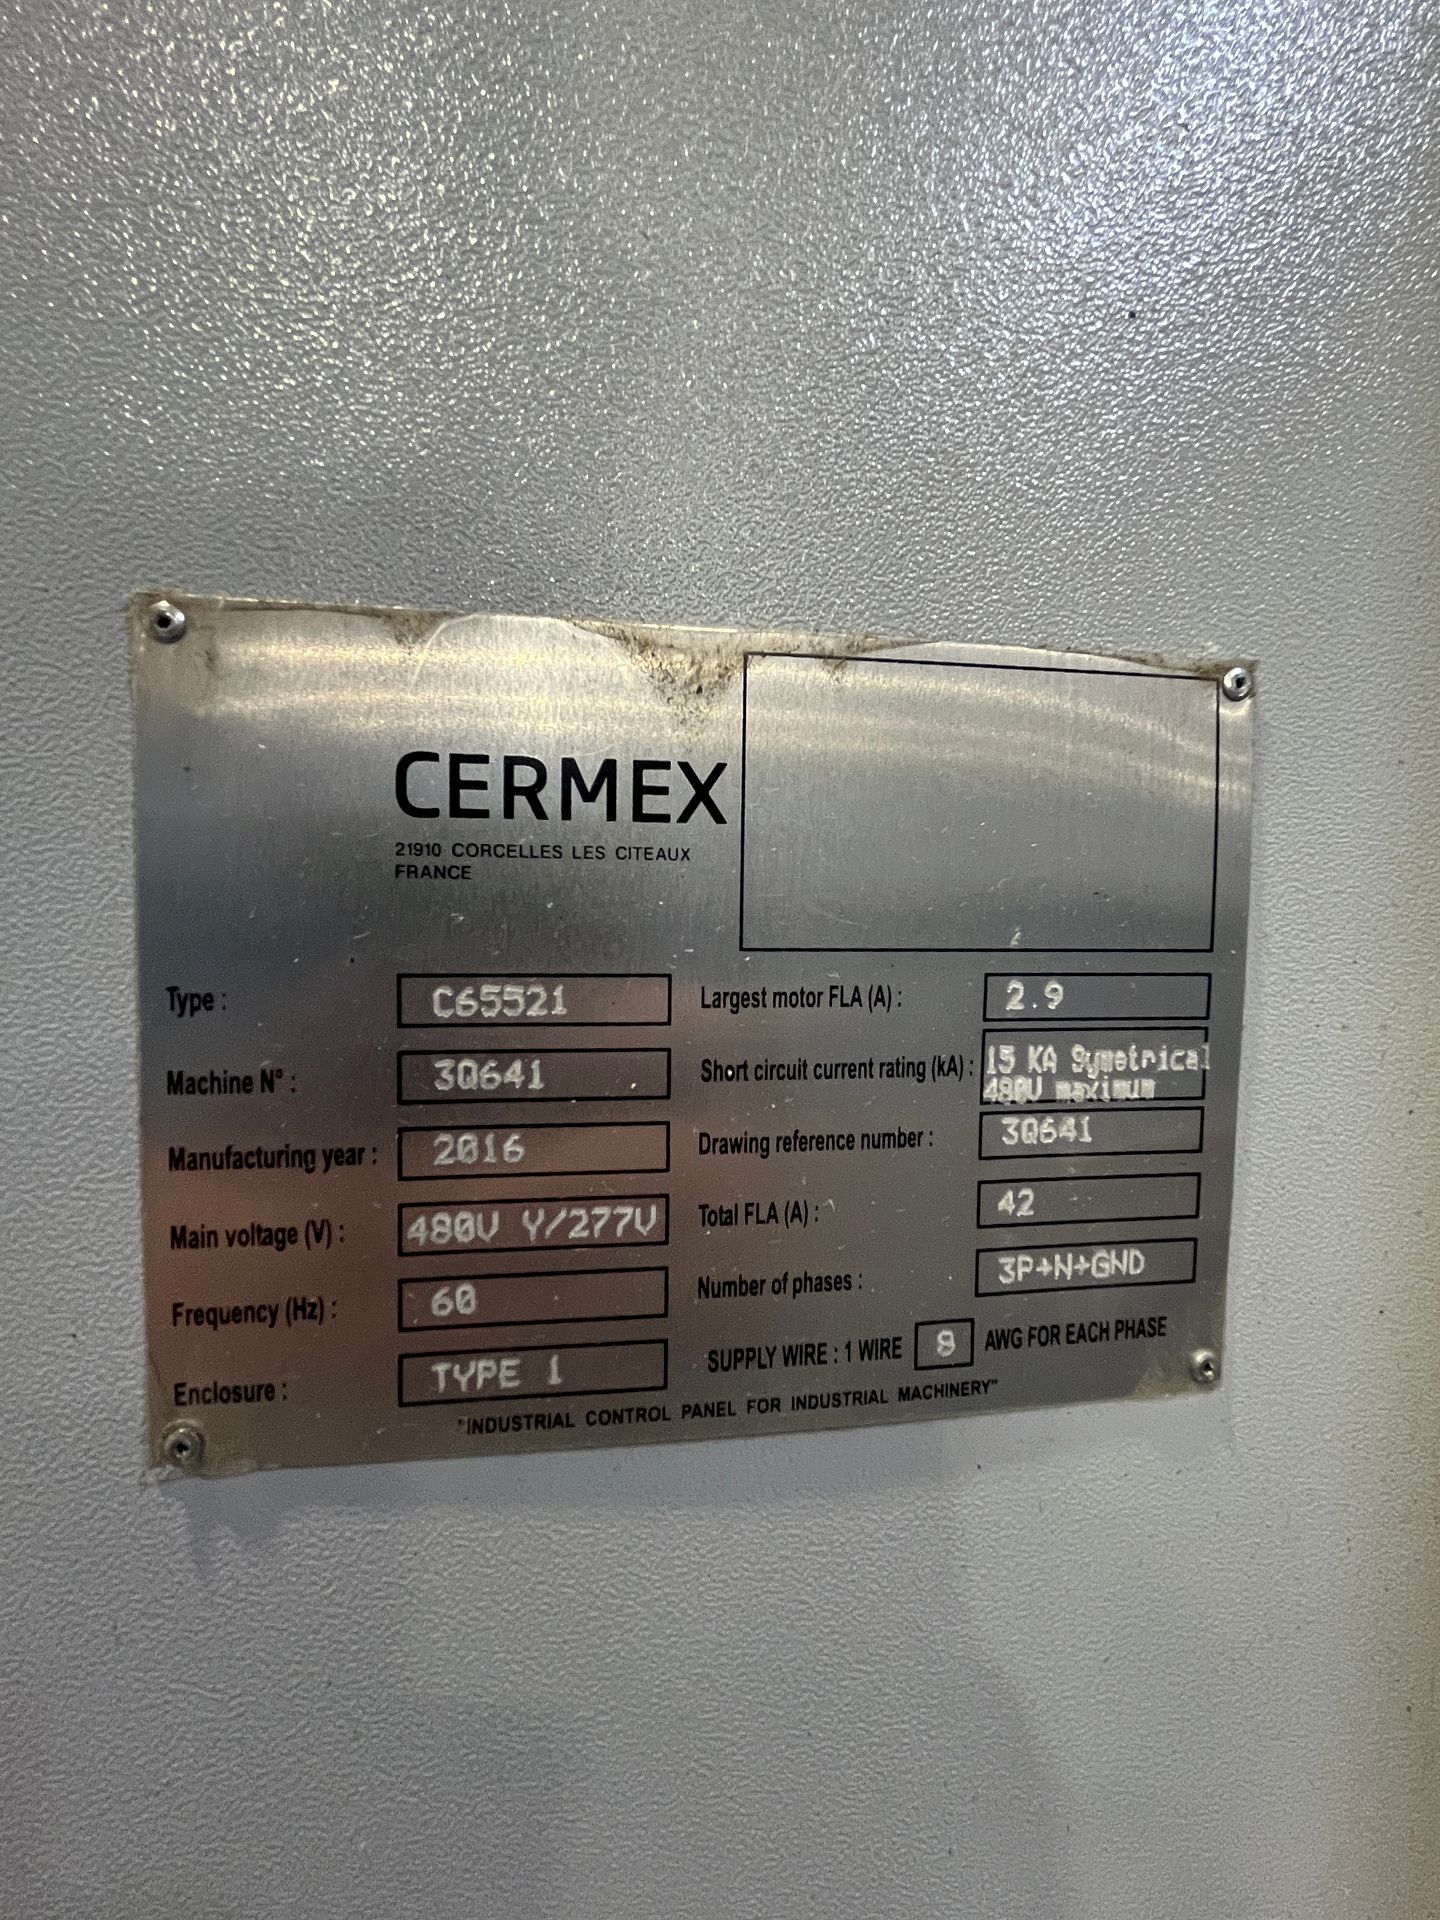 CERMEX
21910 CORCELLES LES CITEAUX
FRANCE
Type : C65521
Machine N° : 3Q641
Manufacturing year : 2016
Main voltage (V) : 480V Y/277V
Frequency (Hz) : 60
Enclosure : TYPE 1
Largest motor FLA (A) : 2.9
Short circuit current rating (kA) : 15 KA Symetrical
480V maximum
Drawing reference number : 3Q641
Total FLA (A) : 42
Number of phases : 3P+N+GND
SUPPLY WIRE : 1 WIRE 8 AWG FOR EACH PHASE
"INDUSTRIAL CONTROL PANEL FOR INDUSTRIAL MACHINERY"